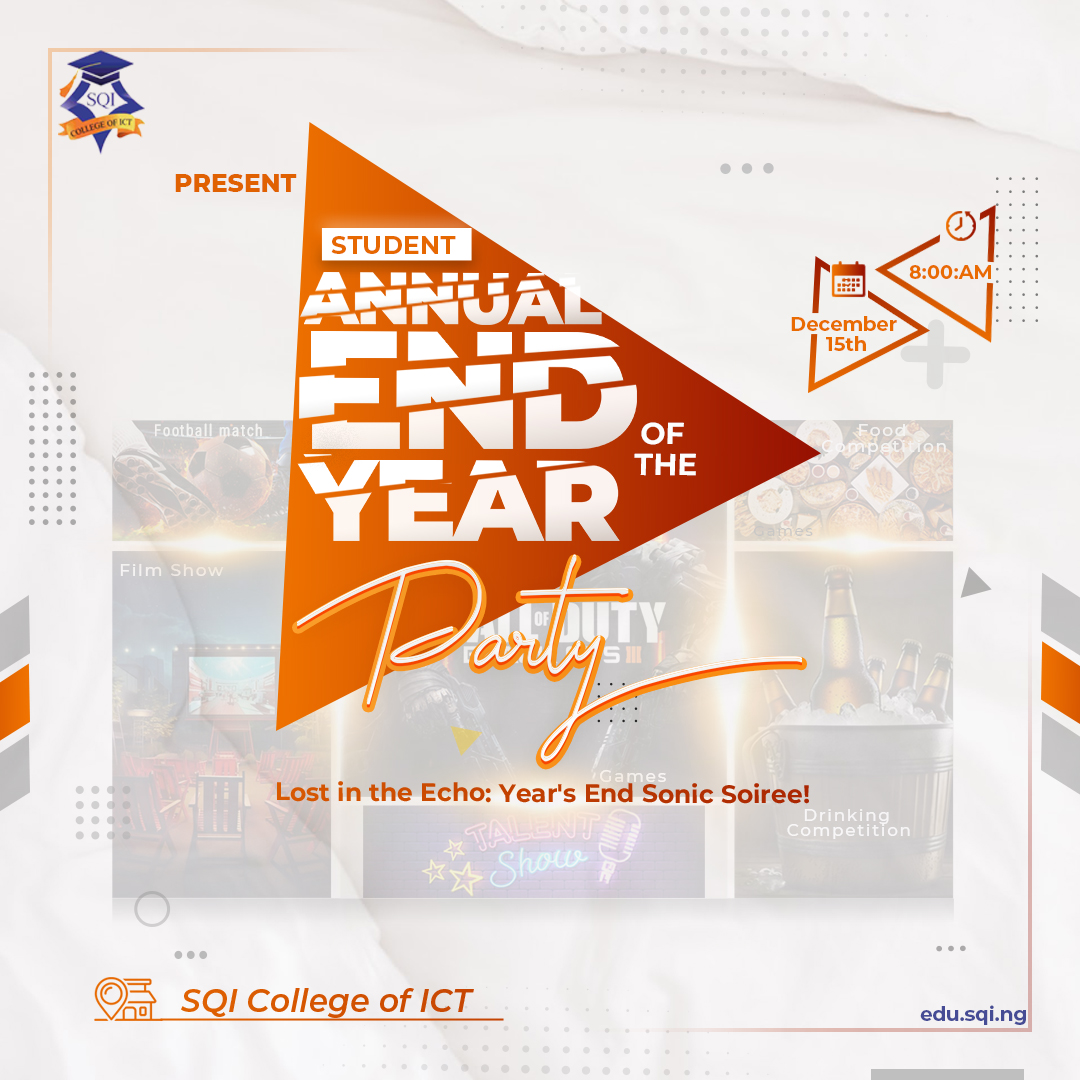 SQI
COLLEGE OF ICT
PRESENT
STUDENT
ANNUAL
END
OF
THE
YEAR
Party
8:00:AM
December
15th
Football match
Food
Competition
Games
Film Show
OF DUTY
Games
Lost in the Echo: Year's End Sonic Soiree!
Drinking
Competition
TALENT
Show
SQI College of ICT
edu.sqi.ng